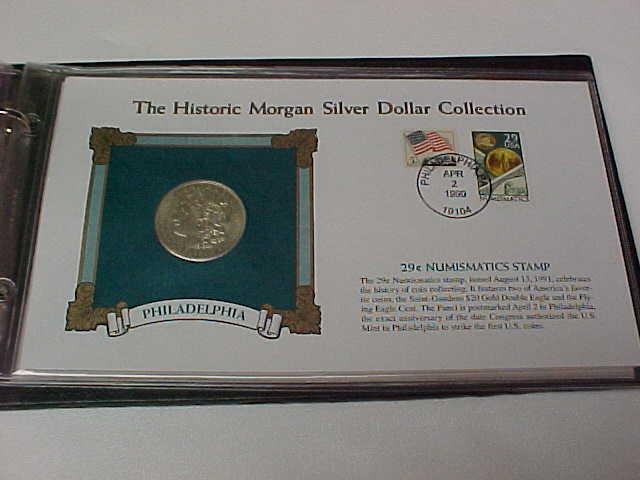 The Historic Morgan Silver Dollar Collection
29
USA
PHILADELPHIA
APR
2
1999
19104
NUMISMATICS
PHILADELPHIA
29¢ NUMISMATICS STAMP
The 29¢ Numismatics stamp, issued August 13, 1991, celebrates
the history of coin collecting. It features two of America's favor-
ite coins, the Saint-Gaudens $20 Gold Double Eagle and the Fly-
ing Eagle Cent. The Panel is postmarked April 2 in Philadelphia,
the exact anniversary of the date Congress authorized the U.S.
Mint in Philadelphia to strike the first U.S. coins.